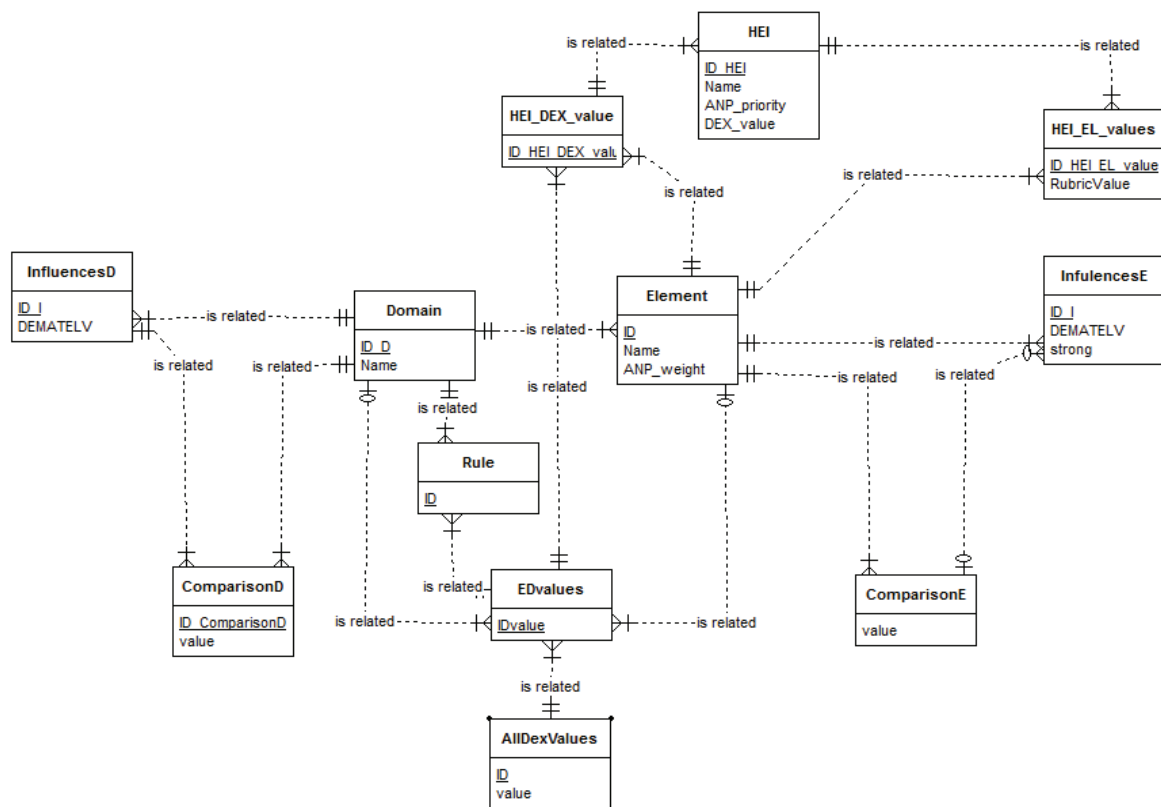 HEI
ID_HEI
Name
ANP_priority
DEX_value
is related
is related
HEI_DEX_value
ID_HEI_DEX_valu
HEI_EL_values
ID_HEI_EL_value
RubricValue
is related
is related
InfluencesD
ID_I
DEMATELV
is related
Domain
ID_D
Name
is related
Element
ID
Name
ANP_weight
InfulencesE
ID_I
DEMATELV
strong
is related
is related
is related
is related
is related
is related
is related
is related
Rule
ID
ComparisonD
ID_ComparisonD
value
is related
is related
EDvalues
IDvalue
is related
ComparisonE
value
is related
AllDexValues
ID
value